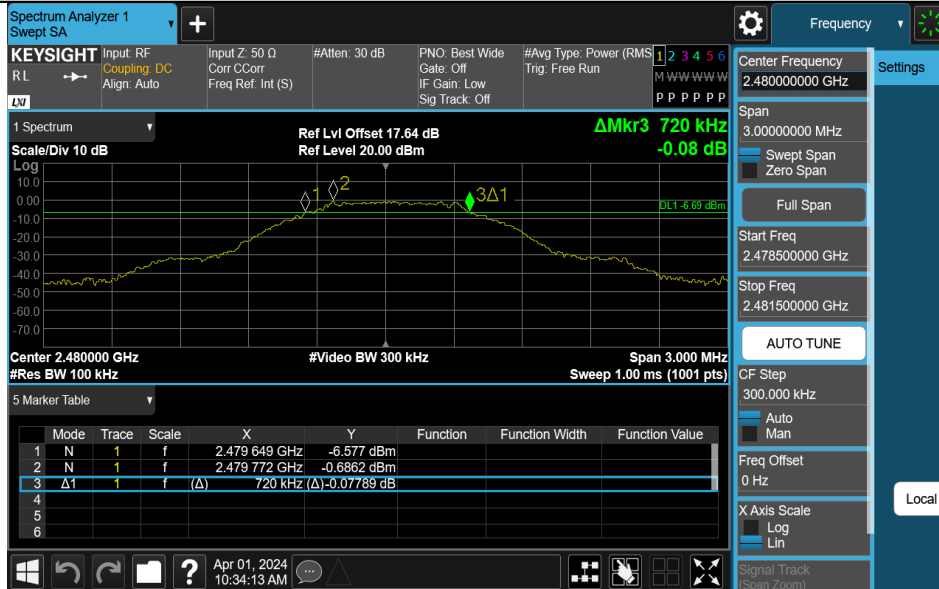 Spectrum Analyzer 1
Swept SA
Frequency
KEYSIGHT
RL
LXI
Input: RF
Coupling: DC
Align: Auto
Input Z: 50 Ω
Corr CCorr
Freq Ref: Int (S)
#Atten: 30 dB
PNO: Best Wide
Gate: Off
IF Gain: Low
Sig Track: Off
#Avg Type: Power (RMS
Trig: Free Run
1 2 3 4 5 6
M W W W W W
P P P P P P
Center Frequency
2.480000000 GHz
Settings
Span
3.00000000 MHz
Swept Span
Zero Span
Full Span
Start Freq
2.478500000 GHz
Stop Freq
2.481500000 GHz
AUTO TUNE
CF Step
300.000 kHz
Auto
Man
Freq Offset
0 Hz
X Axis Scale
Log
Lin
Signal Track
(Span Zoom)
Local
1 Spectrum
Scale/Div 10 dB
Ref Lvl Offset 17.64 dB
Ref Level 20.00 dBm
ΔMkr3 720 kHz
-0.08 dB
Log
10.0
0.00
-10.0
-20.0
-30.0
-40.0
-50.0
-60.0
-70.0
1
2
3Δ1
DL1 -6.69 dBm
Center 2.480000 GHz
#Video BW 300 kHz
Span 3.000 MHz
#Res BW 100 kHz
Sweep 1.00 ms (1001 pts)
5 Marker Table
Mode Trace Scale X Y Function Function Width Function Value
1 N 1 f 2.479 649 GHz -6.577 dBm
2 N 1 f 2.479 772 GHz -0.6862 dBm
3 Δ1 1 f (Δ) 720 kHz (Δ) -0.07789 dB
4
5
6
?
Apr 01, 2024
10:34:13 AM